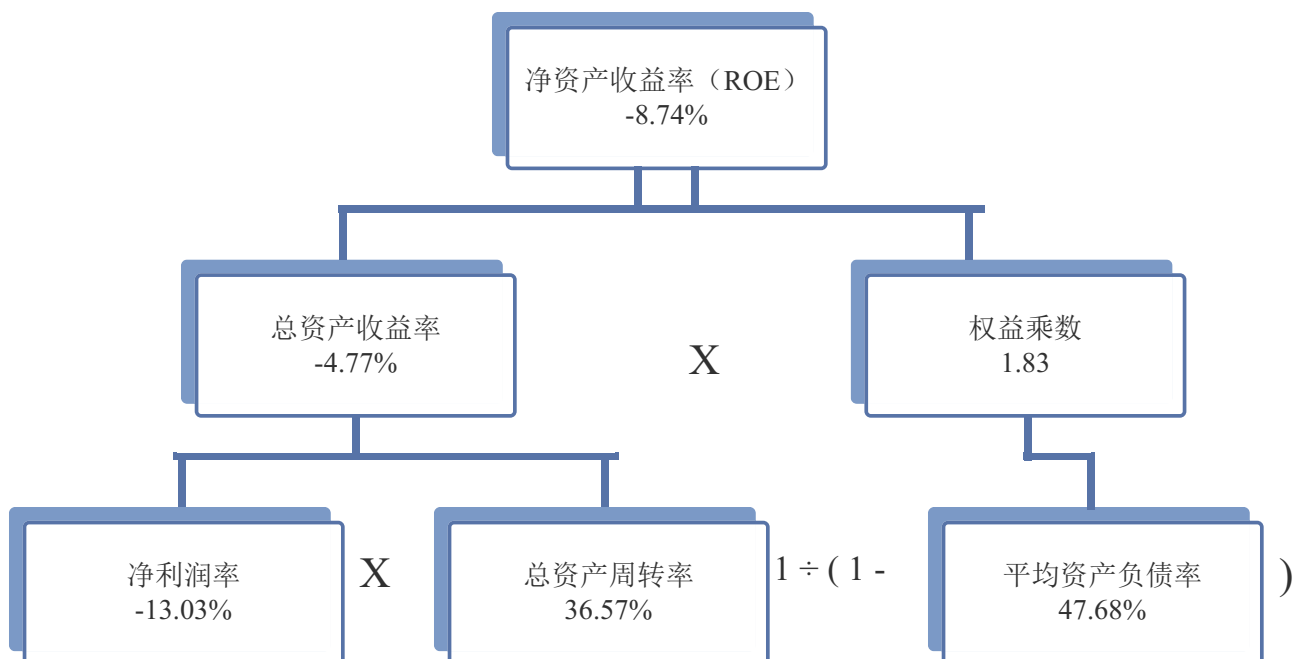 净资产收益率（ROE）
-8.74%
总资产收益率
-4.77%
X
权益乘数
1.83
净利润率
-13.03%
X
总资产周转率
36.57%
1 ÷ ( 1 -
平均资产负债率
47.68%
)